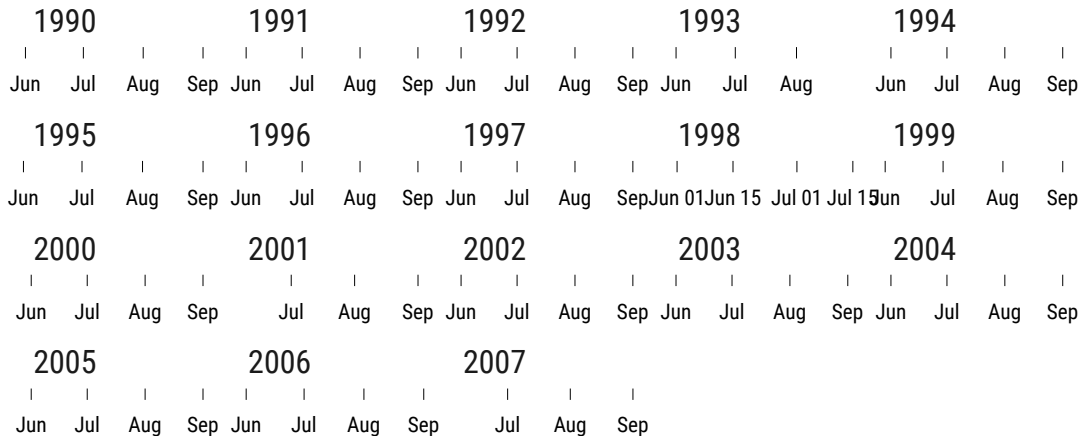 1990 1991 1992 1993 1994
Jun Jul Aug Sep Jun Jul Aug Sep Jun Jul Aug Sep Jun Jul Aug Jun Jul Aug Sep
1995 1996 1997 1998 1999
Jun Jul Aug Sep Jun Jul Aug Sep Jun Jul Aug Sep Jun 01 Jun 15 Jul 01 Jul 15 Jun Jul Aug Sep
2000 2001 2002 2003 2004
Jun Jul Aug Sep Jul Aug Sep Jun Jul Aug Sep Jun Jul Aug Sep Jun Jul Aug Sep
2005 2006 2007
Jun Jul Aug Sep Jun Jul Aug Sep Jul Aug Sep